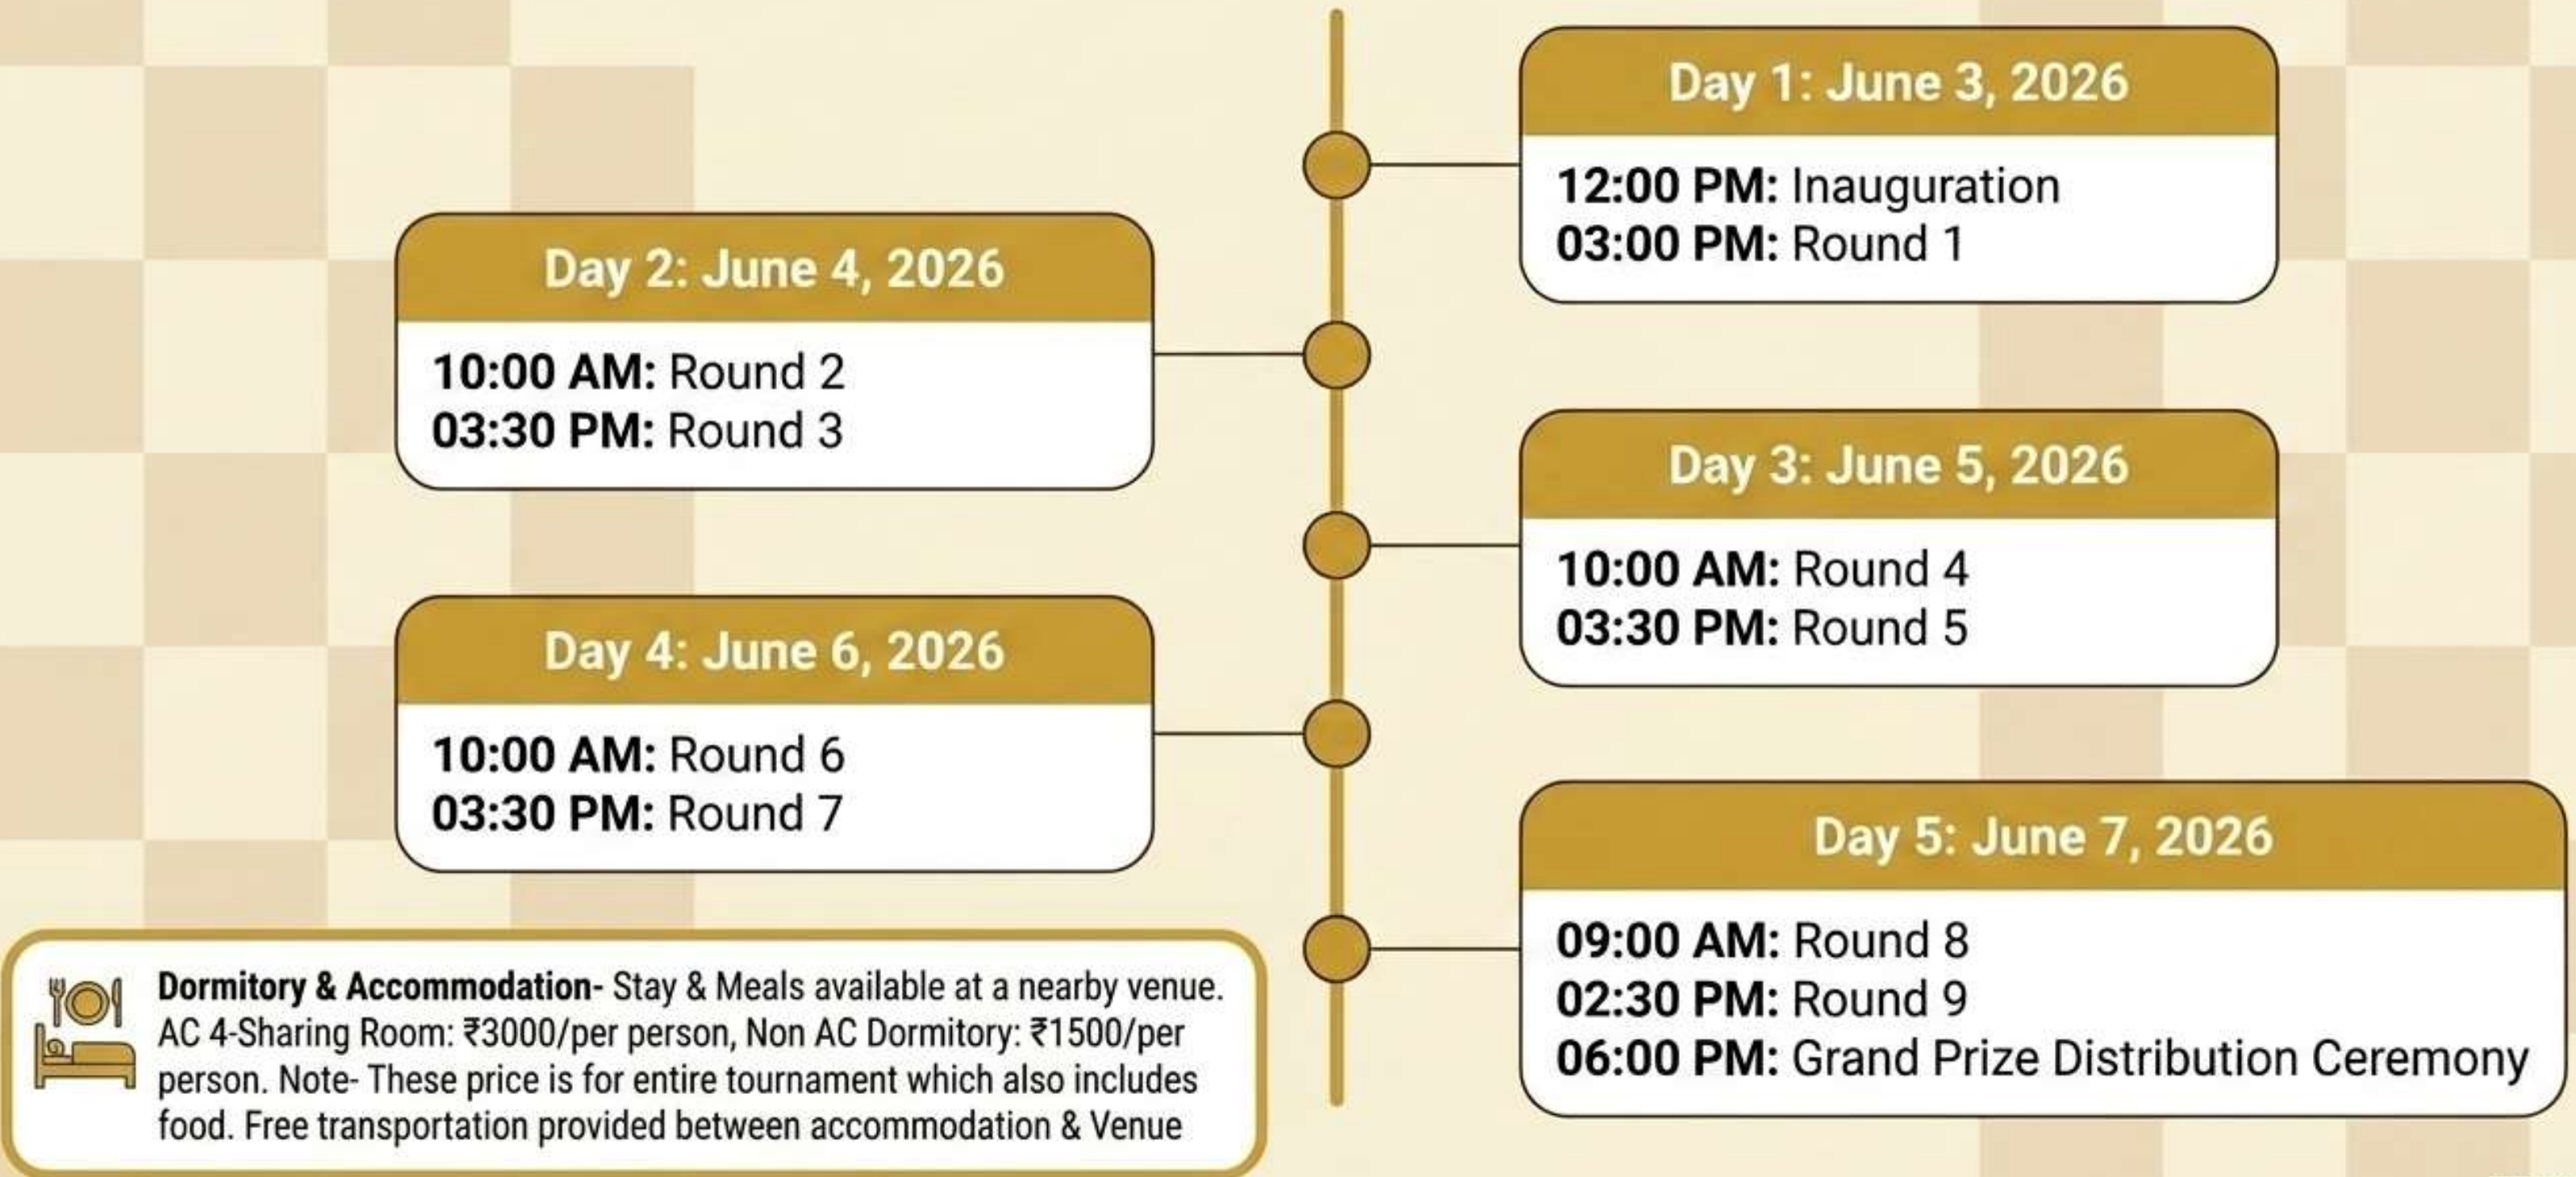 Day 1: June 3, 2026
12:00 PM: Inauguration
03:00 PM: Round 1
Day 2: June 4, 2026
10:00 AM: Round 2
03:30 PM: Round 3
Day 3: June 5, 2026
10:00 AM: Round 4
03:30 PM: Round 5
Day 4: June 6, 2026
10:00 AM: Round 6
03:30 PM: Round 7
Day 5: June 7, 2026
09:00 AM: Round 8
02:30 PM: Round 9
06:00 PM: Grand Prize Distribution Ceremony
Dormitory & Accommodation- Stay & Meals available at a nearby venue.
AC 4-Sharing Room: ₹3000/per person, Non AC Dormitory: ₹1500/per
person. Note- These price is for entire tournament which also includes
food. Free transportation provided between accommodation & Venue